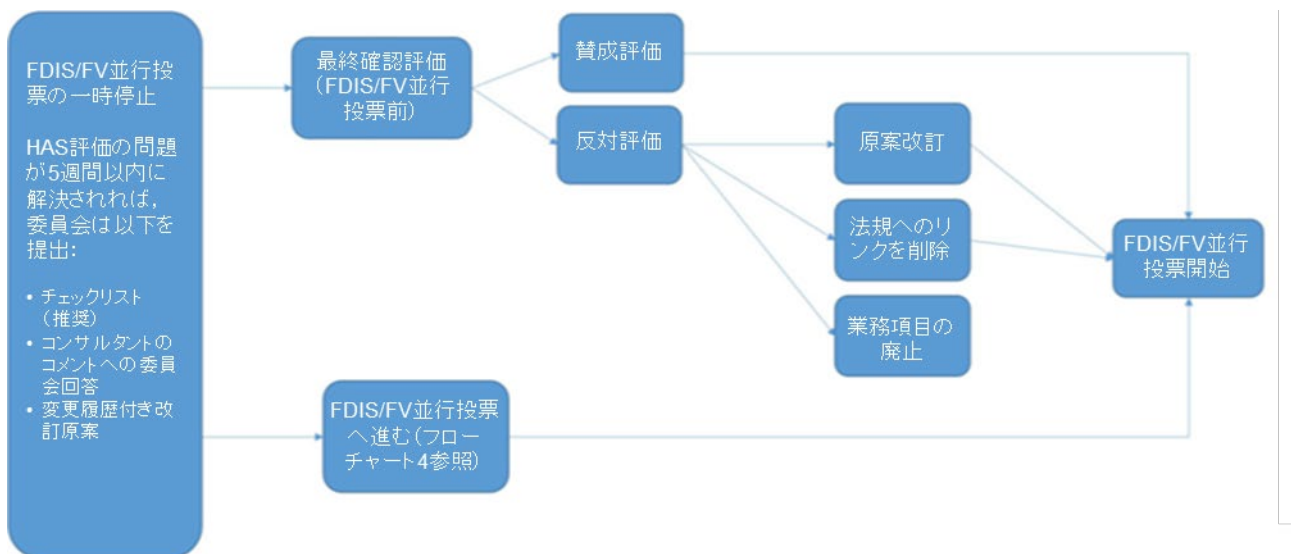 FDIS/FV並行投
票の一時停止
HAS評価の問題
が5週間以内に
解決されれば,
委員会は以下を
提出:
• チェックリスト
(推奨)
• コンサルタントの
コメントへの委員
会回答
• 変更履歴付き改
訂原案
最終確認評価
(FDIS/FV並行
投票前)
賛成評価
反対評価
原案改訂
法規へのリ
ンクを削除
業務項目の
廃止
FDIS/FV並行
投票開始
FDIS/FV並行投票
へ進む(フロー
チャート4参照)